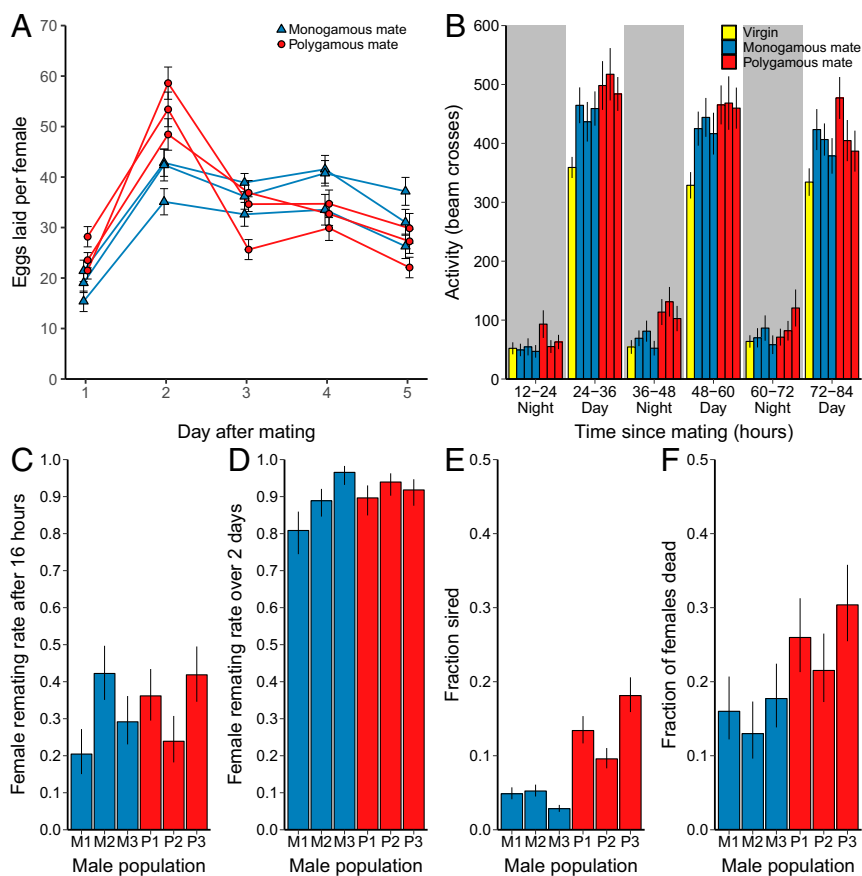 A
Monogamous mate
Polygamous mate
Eggs laid per female
70
60
50
40
30
20
10
0
1 2 3 4 5
Day after mating
B
Virgin
Monogamous mate
Polygamous mate
Activity (beam crosses)
600
500
400
300
200
100
0
12−24 24−36 36−48 48−60 60−72 72−84
Night Day Night Day Night Day
Time since mating (hours)
C
Female remating rate after 16 hours
1.0
0.9
0.8
0.7
0.6
0.5
0.4
0.3
0.2
0.1
0.0
M1 M2 M3 P1 P2 P3
Male population
D
Female remating rate over 2 days
1.0
0.9
0.8
0.7
0.6
0.5
0.4
0.3
0.2
0.1
0.0
M1 M2 M3 P1 P2 P3
Male population
E
Fraction sired
0.5
0.4
0.3
0.2
0.1
0.0
M1 M2 M3 P1 P2 P3
Male population
F
Fraction of females dead
0.5
0.4
0.3
0.2
0.1
0.0
M1 M2 M3 P1 P2 P3
Male population